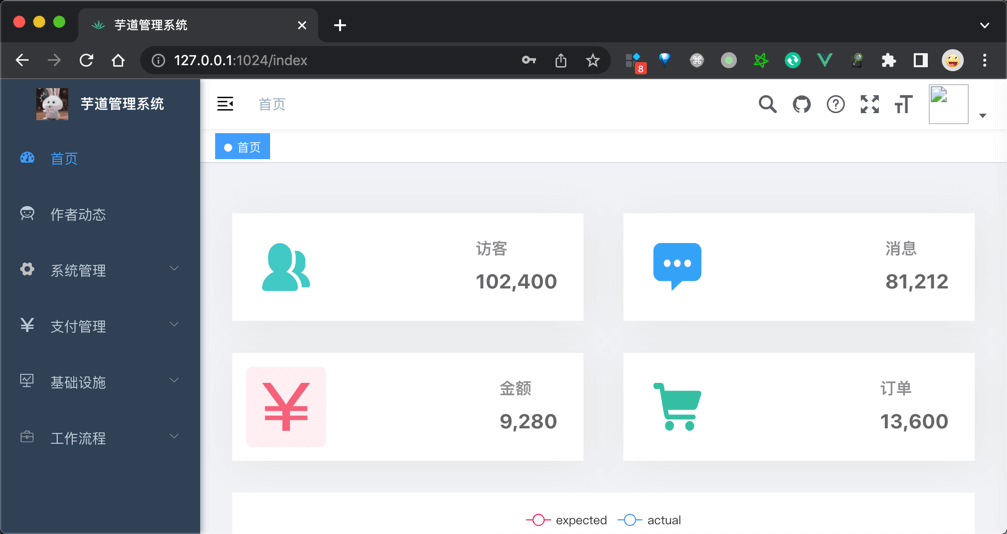 芋道管理系统
127.0.0.1:1024/index
8
芋道管理系统
首页
首页
首页
作者动态
系统管理
支付管理
基础设施
工作流程
访客
102,400
消息
81,212
金额
9,280
订单
13,600
expected
actual